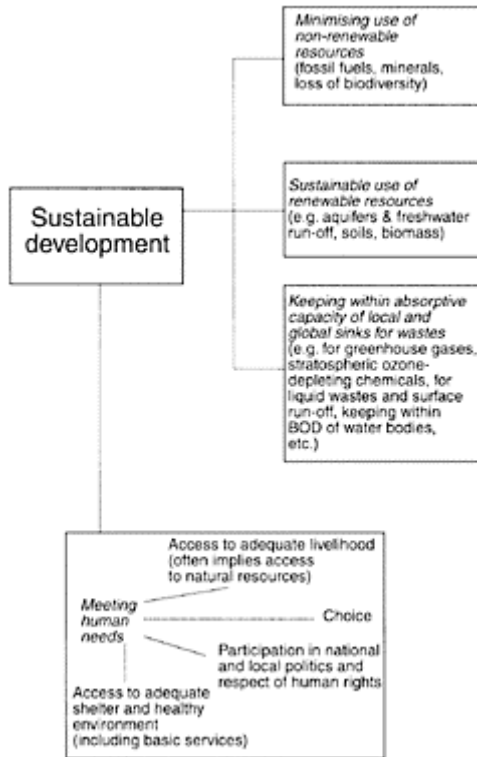 Minimising use of
non-renewable
resources
(fossil fuels, minerals,
loss of biodiversity)
Sustainable
development
Sustainable use of
renewable resources
(e.g. aquifers & freshwater
run-off, soils, biomass)
Keeping within absorptive
capacity of local and
global sinks for wastes
(e.g. for greenhouse gases,
stratospheric ozone-
depleting chemicals, for
liquid wastes and surface
run-off, keeping within
BOD of water bodies,
etc.)
Access to adequate livelihood
(often implies access
to natural resources)
Meeting
human
needs
Choice
Participation in national
and local politics and
respect of human rights
Access to adequate
shelter and healthy
environment
(including basic services)